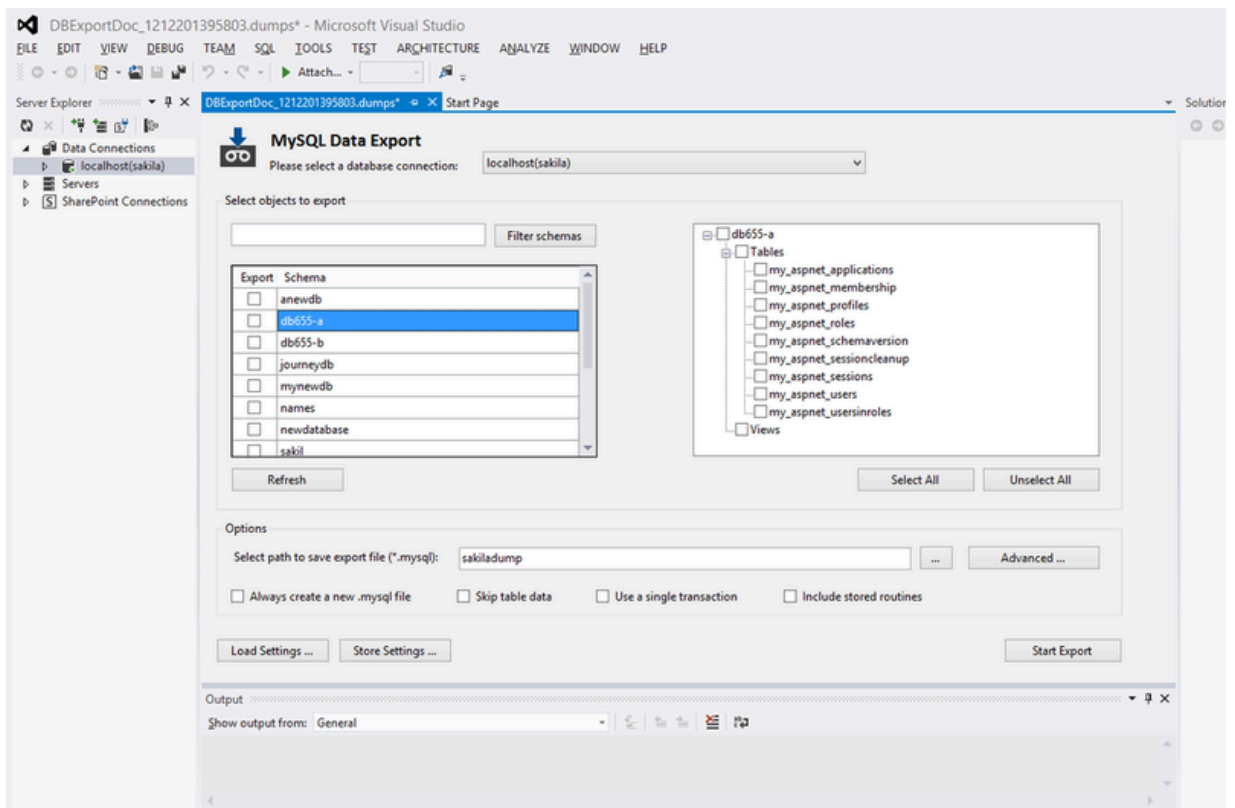 DBExportDoc_1212201395803.dumps* - Microsoft Visual Studio
FILE EDIT VIEW DEBUG TEAM SQL TOOLS TEST ARCHITECTURE ANALYZE WINDOW HELP
Attach...
Server Explorer
DBExportDoc_1212201395803.dumps* Start Page
Solution
Data Connections
localhost(sakila)
Servers
SharePoint Connections
MySQL Data Export
Please select a database connection: localhost(sakila)
Select objects to export
Filter schemas
Export Schema
anewdb
db655-a
db655-b
journeydb
mynewdb
names
newdatabase
sakil
db655-a
Tables
my_aspnet_applications
my_aspnet_membership
my_aspnet_profiles
my_aspnet_roles
my_aspnet_schemaversion
my_aspnet_sessioncleanup
my_aspnet_sessions
my_aspnet_users
my_aspnet_usersinroles
Views
Refresh
Select All Unselect All
Options
Select path to save export file (*.mysql): sakiladump ... Advanced ...
Always create a new .mysql file Skip table data Use a single transaction Include stored routines
Load Settings ... Store Settings ... Start Export
Output
Show output from: General